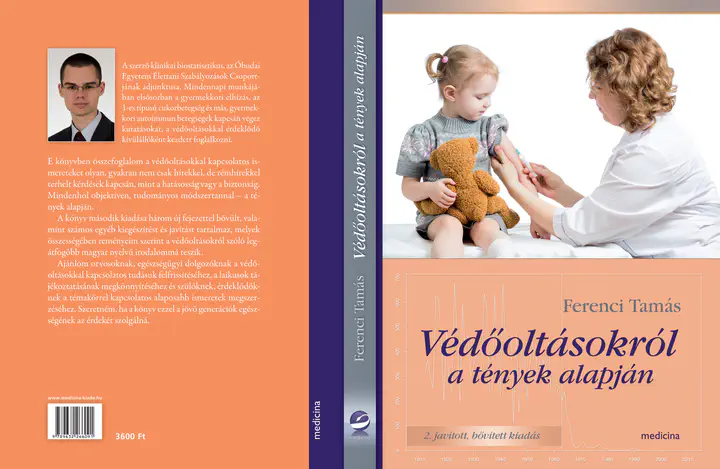 A szerző klinikai biostatisztikus, az Óbudai
Egyetem Élettani Szabályozások Csoport-
jának adjunktusa. Mindennapi munkájá-
ban elsősorban a gyermekkori elhízás, az
1-es típusú cukorbetegség és más, gyermek-
kori autoimmun betegségek kapcsán végez
kutatásokat; a védőoltásokkal érdeklődő
kívülállóként kezdett foglalkozni.
E könyvben összefoglalom a védőoltásokkal kapcsolatos is-
mereteket olyan, gyakran nem csak hírekkel, de rémhírekkel
terhelt kérdések kapcsán, mint a hatásosság vagy a biztonság.
Mindenhol objektíven, tudományos módszertannal – a té-
nyek alapján.
A könyv második kiadása három új fejezettel bővült, vala-
mint számos egyéb kiegészítést és javítást tartalmaz, melyek
összességében reményeim szerint a védőoltásokról szóló leg-
átfogóbb magyar nyelvű irodalommá teszik.
Ajánlom orvosoknak, egészségügyi dolgozóknak a védő-
oltásokkal kapcsolatos tudásuk felfrissítéséhez, a laikusok tá-
jékoztatásának megkönnyítéséhez és szülőknek, érdeklődők-
nek a témakörrel kapcsolatos alaposabb ismeretek megszer-
zéséhez. Szeretném, ha a könyv ezzel a jövő generációk egész-
ségének az érdekét szolgálná.
www.medicina-kiado.hu
9 789632 266091
3600 Ft
medicina
Ferenci Tamás Védőoltásokról a tények alapján
Ferenci Tamás
Védőoltásokról
a tények alapján
2. javított, bővített kiadás
medicina